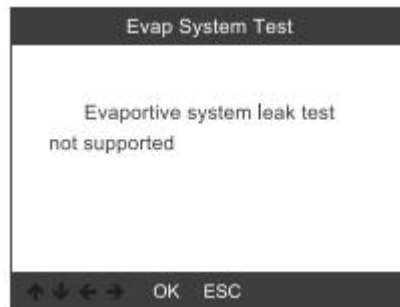 Evap System Test
Evaportive system leak test
not supported
OK ESC